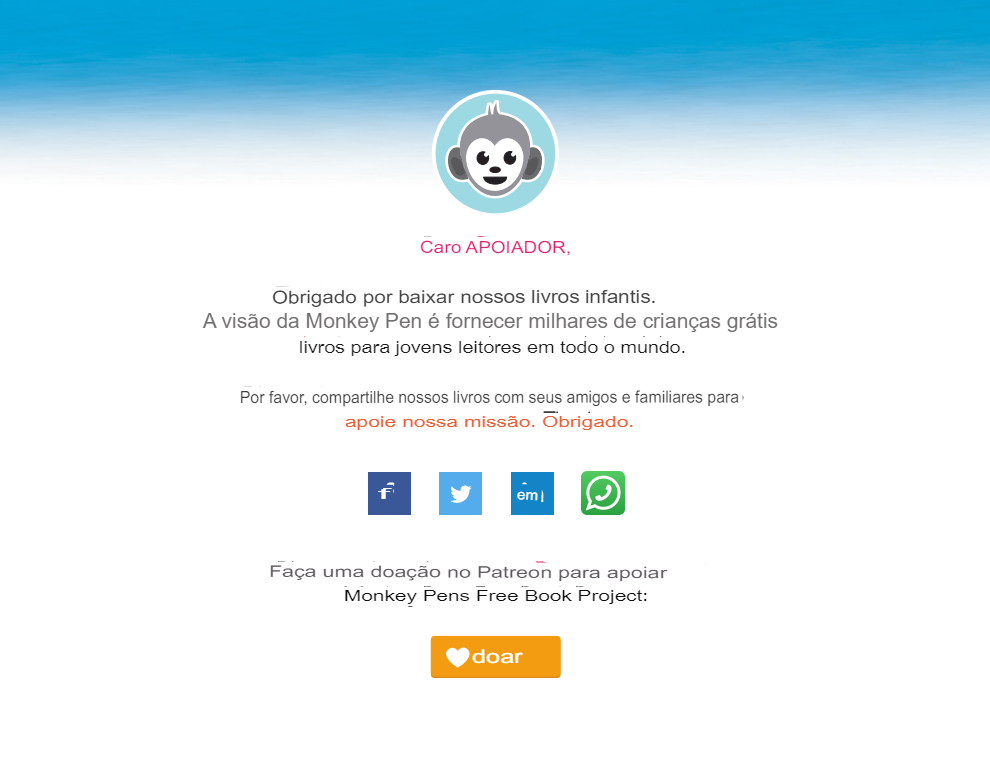 Caro APOIADOR,
Obrigado por baixar nossos livros infantis.
A visão da Monkey Pen é fornecer milhares de crianças grátis
livros para jovens leitores em todo o mundo.
Por favor, compartilhe nossos livros com seus amigos e familiares para
apoie nossa missão. Obrigado.
f
em
Faça uma doação no Patreon para apoiar
Monkey Pens Free Book Project:
doar